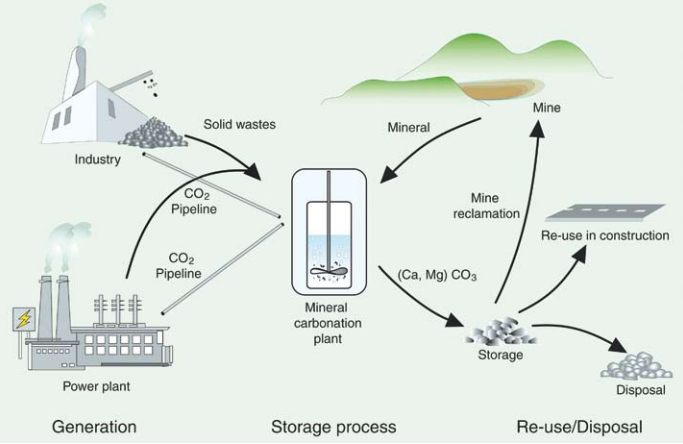 Solid wastes
Industry
CO2
Pipeline
CO2
Pipeline
Power plant
Generation
Mineral
Mine
Mineral
carbonation
plant
(Ca, Mg) CO3
Storage process
Mine
reclamation
Re-use in construction
Storage
Disposal
Re-use/Disposal